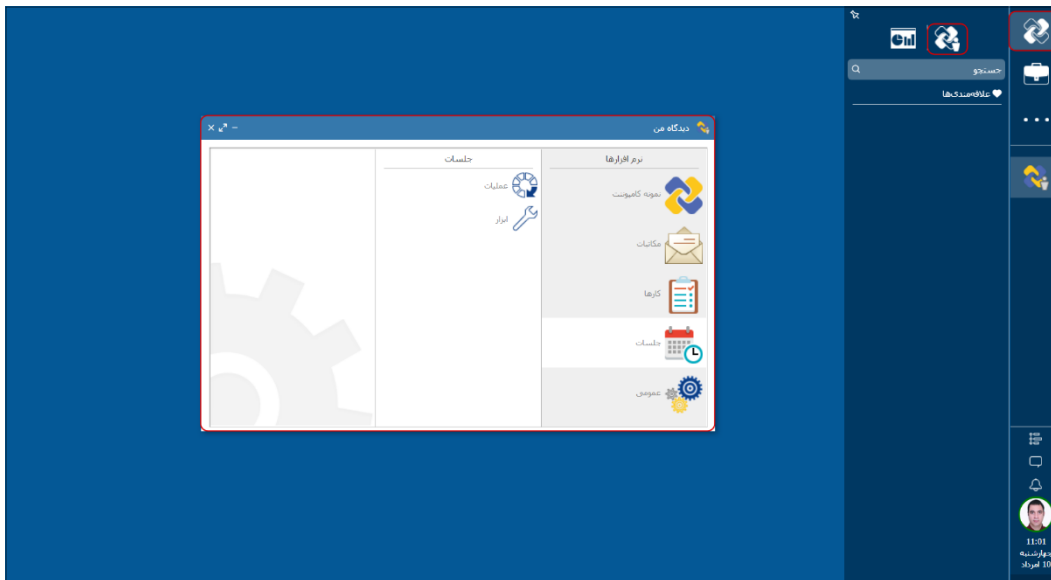 جستجو
علاقه‌مندی‌ها
دیدگاه من
نرم افزارها
نمونه کامپوننت
مکاتبات
کارها
جلسات
عمومی
جلسات
عملیات
ابزار
11:01
چهارشنبه
10 امرداد